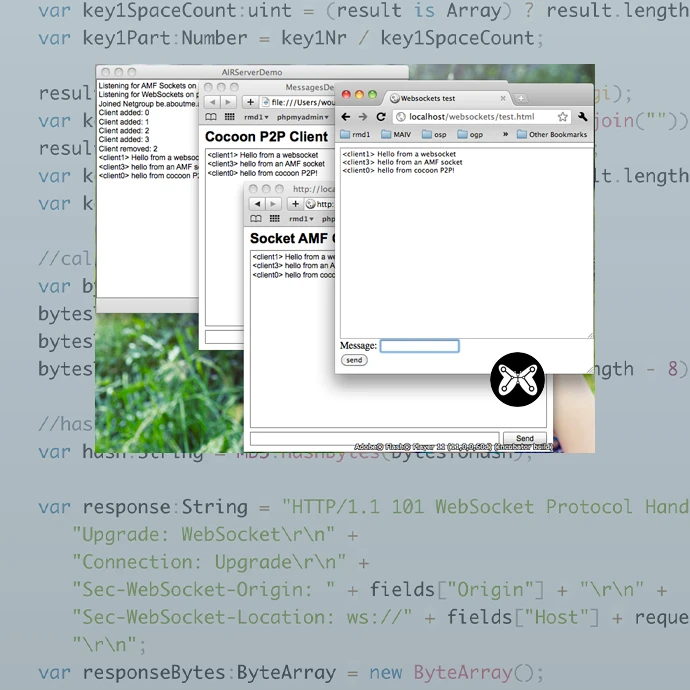 var key1SpaceCount:uint = (result is Array) ? result.length
var key1Part:Number = key1Nr / key1SpaceCount;
AIRServerDemo
Listening for AMF Sockets on
Listening for WebSockets on
Joined Netgroup be.aboutme.
Client added: 0
Client added: 1
Client added: 2
Client added: 3
Client removed: 2
<client1> Hello from a websoc
<client3> hello from an AMF soc
<client0> hello from cocoon P2P
MessagesDe
file:///Users/wou
rmd1
phpmyadmin
Cocoon P2P Client
<client1> Hello from a websocket
<client3> hello from an AMF socket
<client0> hello from cocoon P2P!
http://loca
http:
rmd1
php
Socket AMF
<client1> Hello from a we
<client3> hello from an A
<client0> hello from coco
Websockets test
localhost/websockets/test.html
rmd1
MAIV
osp
ogp
»
Other Bookmarks
<client1> Hello from a websocket
<client3> hello from an AMF socket
<client0> hello from cocoon P2P!
Message:
send
Send
Adobe® Flash® Player 11 (11,0,0,60d) (Incubator build)
resul
gi);
var k
join(""))
resul
var k
ult.length
var k
//cal
var by
bytes
bytes
bytes
ngth - 8)
//has
var hash:String = MD5.hashBytes(bytesToHash);
var response:String = "HTTP/1.1 101 WebSocket Protocol Hand
"Upgrade: WebSocket\r\n" +
"Connection: Upgrade\r\n" +
"Sec-WebSocket-Origin: " + fields["Origin"] + "\r\n" +
"Sec-WebSocket-Location: ws://" + fields["Host"] + reque
"\r\n";
var responseBytes:ByteArray = new ByteArray();